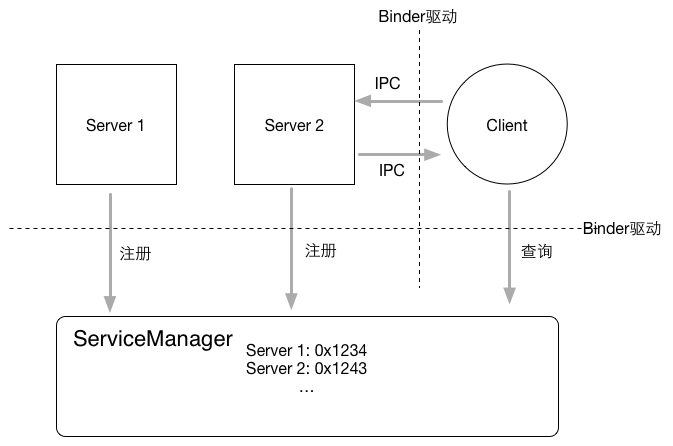 Binder驱动
IPC
Server 1
Server 2
Client
IPC
Binder驱动
注册
注册
查询
ServiceManager
Server 1: 0x1234
Server 2: 0x1243
...